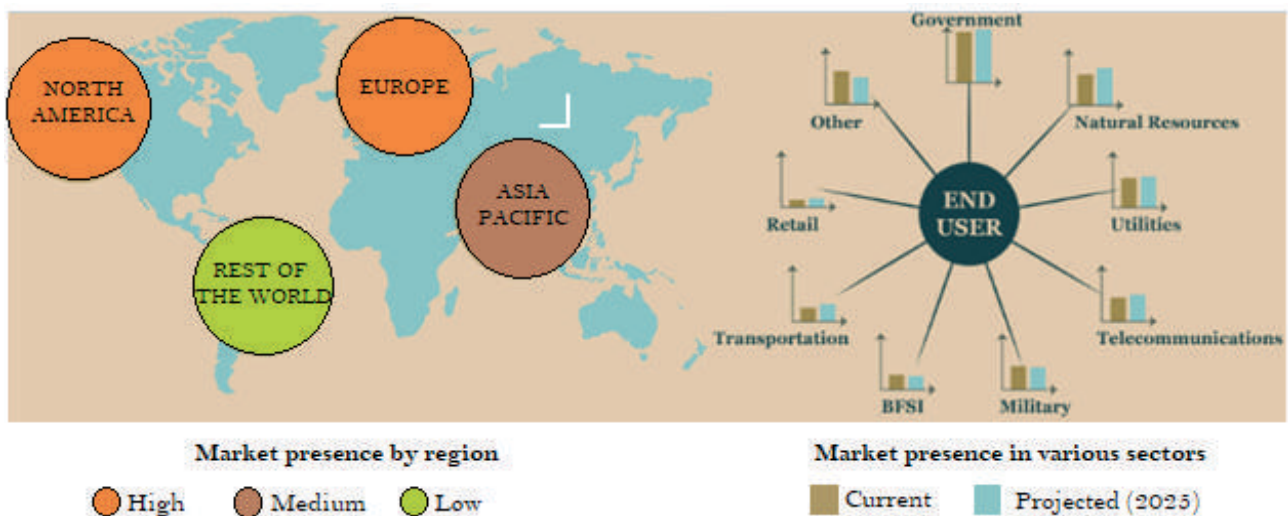 NORTH
AMERICA
EUROPE
ASIA
PACIFIC
REST OF
THE WORLD
Government
Other
Natural Resources
Retail
END
USER
Utilities
Transportation
Telecommunications
BFSI
Military
Market presence by region
High
Medium
Low
Market presence in various sectors
Current
Projected (2025)